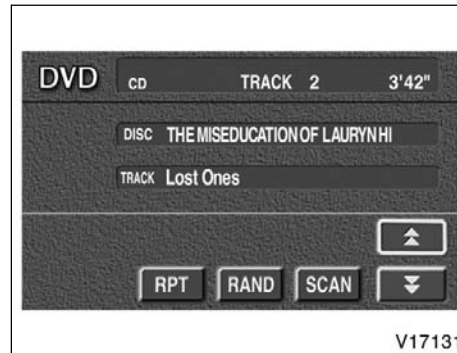 DVD CD TRACK 2 3'42"
DISC THE MISEDUCATION OF LAURYN HI
TRACK Lost Ones
RPT RAND SCAN
V17131